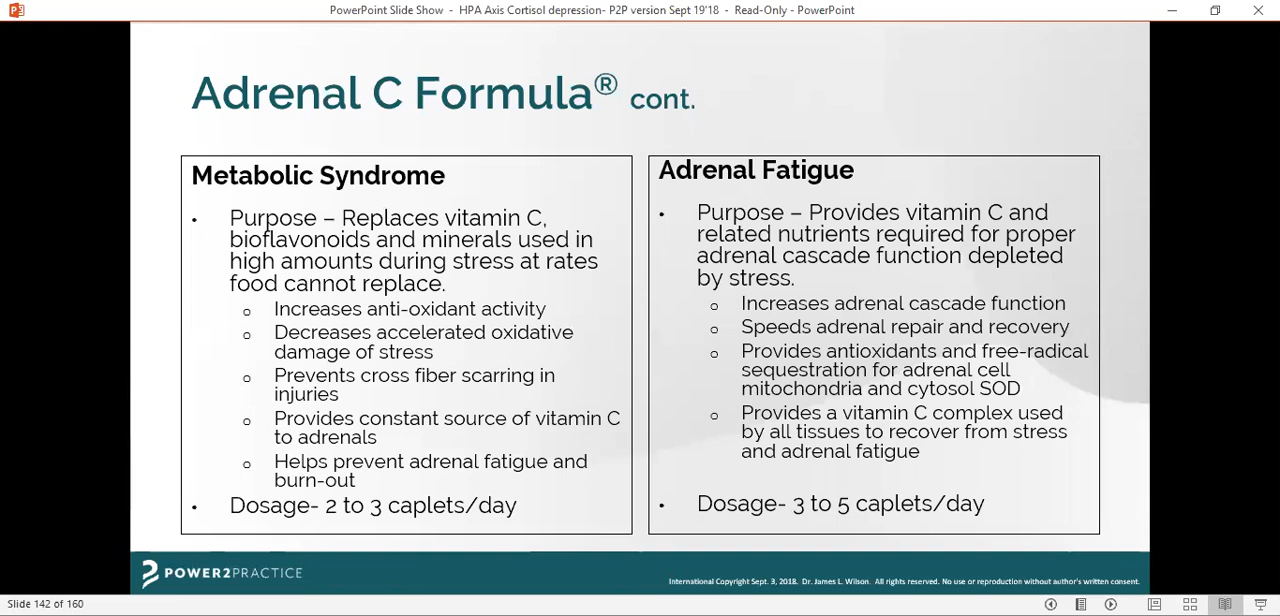 PowerPoint Slide Show - HPA Axis Cortisol depression- P2P version Sept 19'18 - Read-Only - PowerPoint
Adrenal C Formula® cont.
Metabolic Syndrome
• Purpose – Replaces vitamin C,
bioflavonoids and minerals used in
high amounts during stress at rates
food cannot replace.
o Increases anti-oxidant activity
o Decreases accelerated oxidative
damage of stress
o Prevents cross fiber scarring in
injuries
o Provides constant source of vitamin C
to adrenals
o Helps prevent adrenal fatigue and
burn-out
• Dosage- 2 to 3 caplets/day
Adrenal Fatigue
• Purpose – Provides vitamin C and
related nutrients required for proper
adrenal cascade function depleted
by stress.
o Increases adrenal cascade function
o Speeds adrenal repair and recovery
o Provides antioxidants and free-radical
sequestration for adrenal cell
mitochondria and cytosol SOD
o Provides a vitamin C complex used
by all tissues to recover from stress
and adrenal fatigue
• Dosage- 3 to 5 caplets/day
POWER2PRACTICE
International Copyright Sept. 3, 2018. Dr. James L. Wilson. All rights reserved. No use or reproduction without author's written consent.
Slide 142 of 160